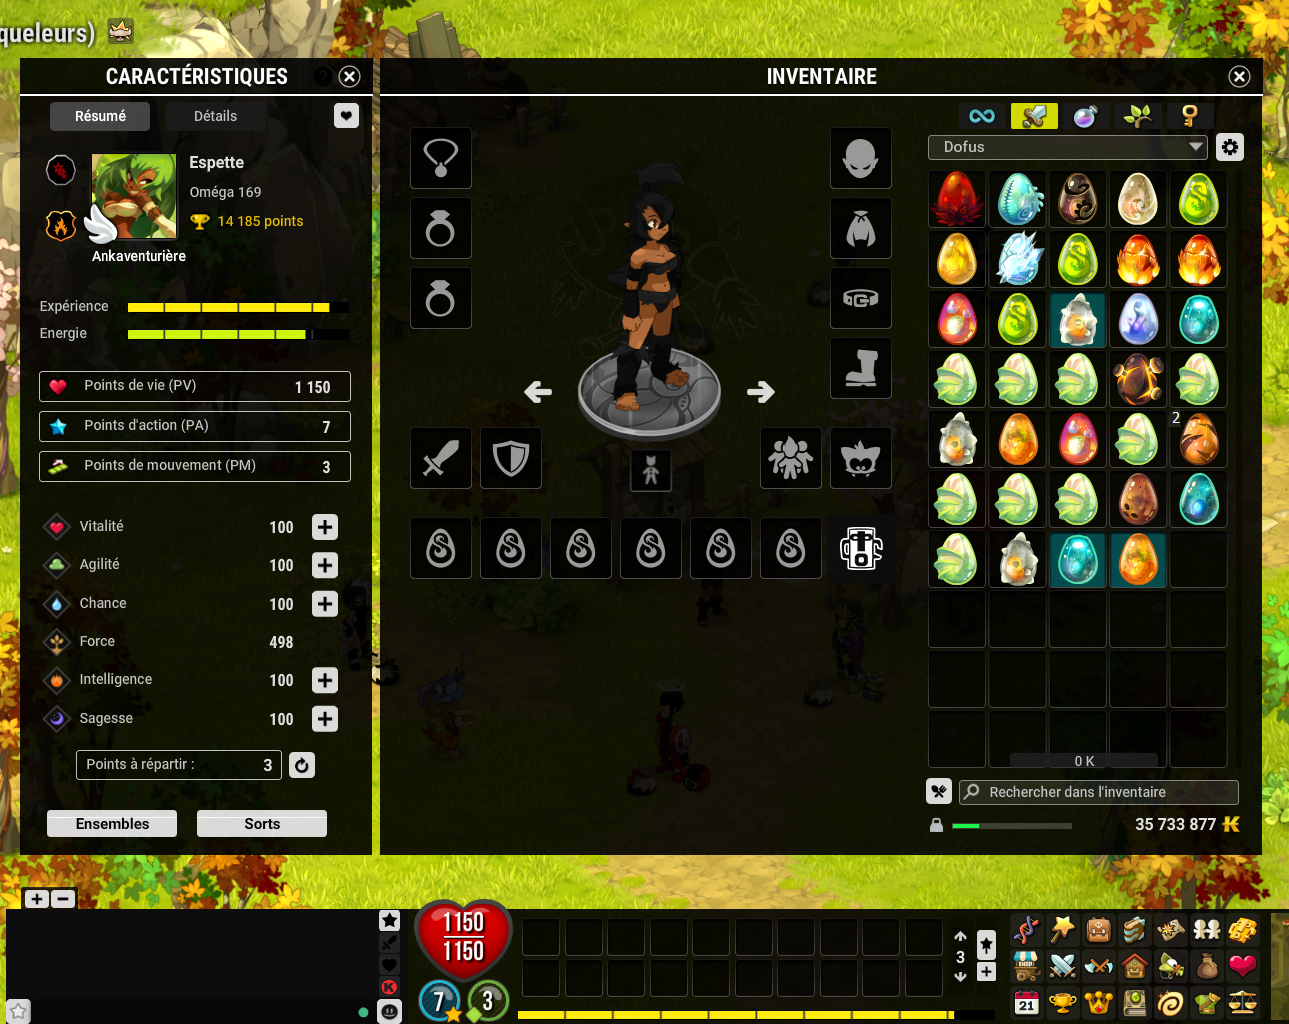 queleurs)
CARACTÉRISTIQUES
Résumé
Détails
Espette
Oméga 169
14 185 points
Ankaventurière
Expérience
Energie
Points de vie (PV) 1 150
Points d'action (PA) 7
Points de mouvement (PM) 3
Vitalité 100
Agilité 100
Chance 100
Force 498
Intelligence 100
Sagesse 100
Points à répartir : 3
Ensembles
Sorts
INVENTAIRE
Dofus
2
0 K
Rechercher dans l'inventaire
35 733 877
1150
1150
7
3
3
SHOP
21